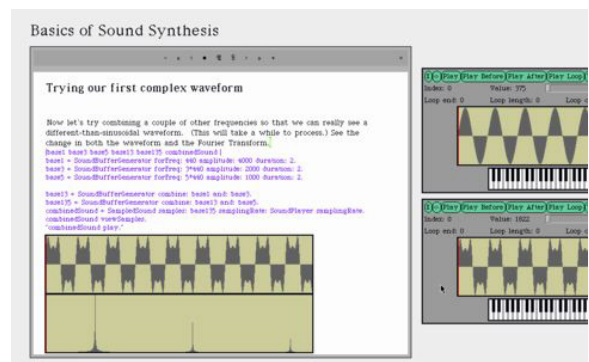 Basics of Sound Synthesis
Trying our first complex waveform
Now let's try combining a couple of other frequencies so that we can really see a
different-than-sinusoidal waveform. (This will take a while to process.) See the
change in both the waveform and the Fourier Transform.
|base1 base3 base5 base13 base135 combinedSound |
base1 = SoundBufferGenerator forFreq: 440 amplitude: 4000 duration: 2.
base3 = SoundBufferGenerator forFreq: 3*440 amplitude: 2000 duration: 2.
base5 = SoundBufferGenerator forFreq: 5*440 amplitude: 1000 duration: 2.
base13 = SoundBufferGenerator combine: base1 and: base3.
base135 = SoundBufferGenerator combine: base13 and: base5.
combinedSound = SampledSound samples: base135 samplingRate: SoundPlayer samplingRate.
combinedSound viewSamples.
"combinedSound play."
Play Play Before Play After Play Loop
Index: 0 Value: 375
Loop end: 0 Loop length: 0 Loop
Play Play Before Play After Play Loop
Index: 0 Value: 1822
Loop end: 0 Loop length: 0 Loop